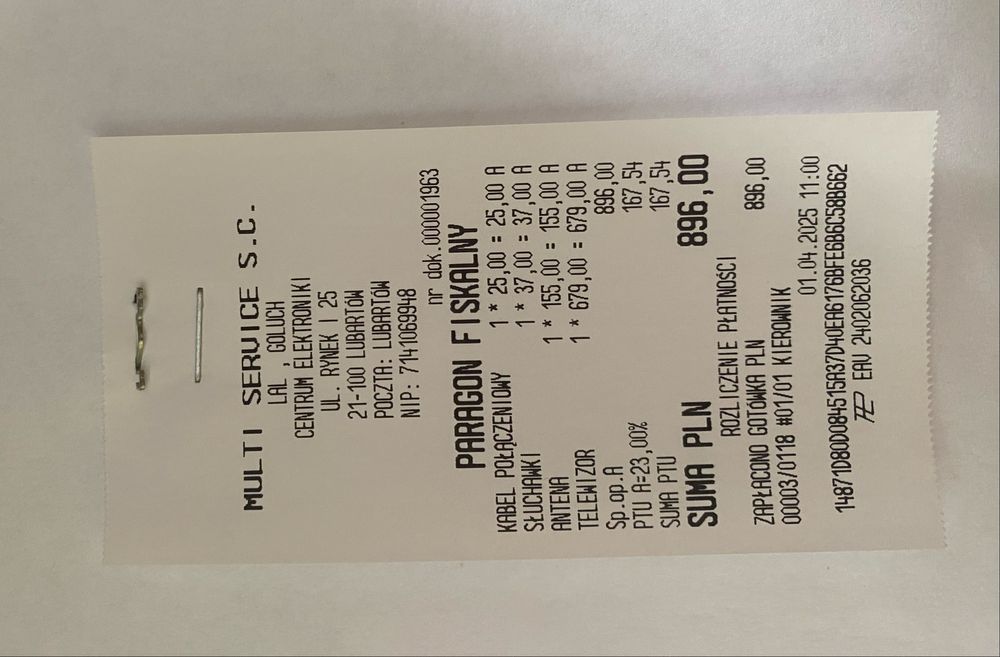 MULTI SERVICE S.C.
LAL , GOLUCH
CENTRUM ELEKTRONIKI
UL. RYNEK I 25
21-100 LUBARTÓW
POCZTA: LUBARTÓW
NIP: 7141069948
nr dok.000001963
PARAGON FISKALNY
KABEL POŁĄCZENIOWY 1 * 25,00 = 25,00 A
SŁUCHAWKI 1 * 37,00 = 37,00 A
ANTENA 1 * 155,00 = 155,00 A
TELEWIZOR 1 * 679,00 = 679,00 A
Sp.op.A 896,00
PTU A=23,00% 167,54
SUMA PTU 167,54
SUMA PLN 896,00
ROZLICZENIE PŁATNOŚCI
ZAPŁACONO GOTÓWKA PLN 896,00
00003/0118 #01/01 KIEROWNIK 01.04.2025 11:00
14871D80D084515A37D40EA6176BFE6B6C58B662
EAV 2402062036